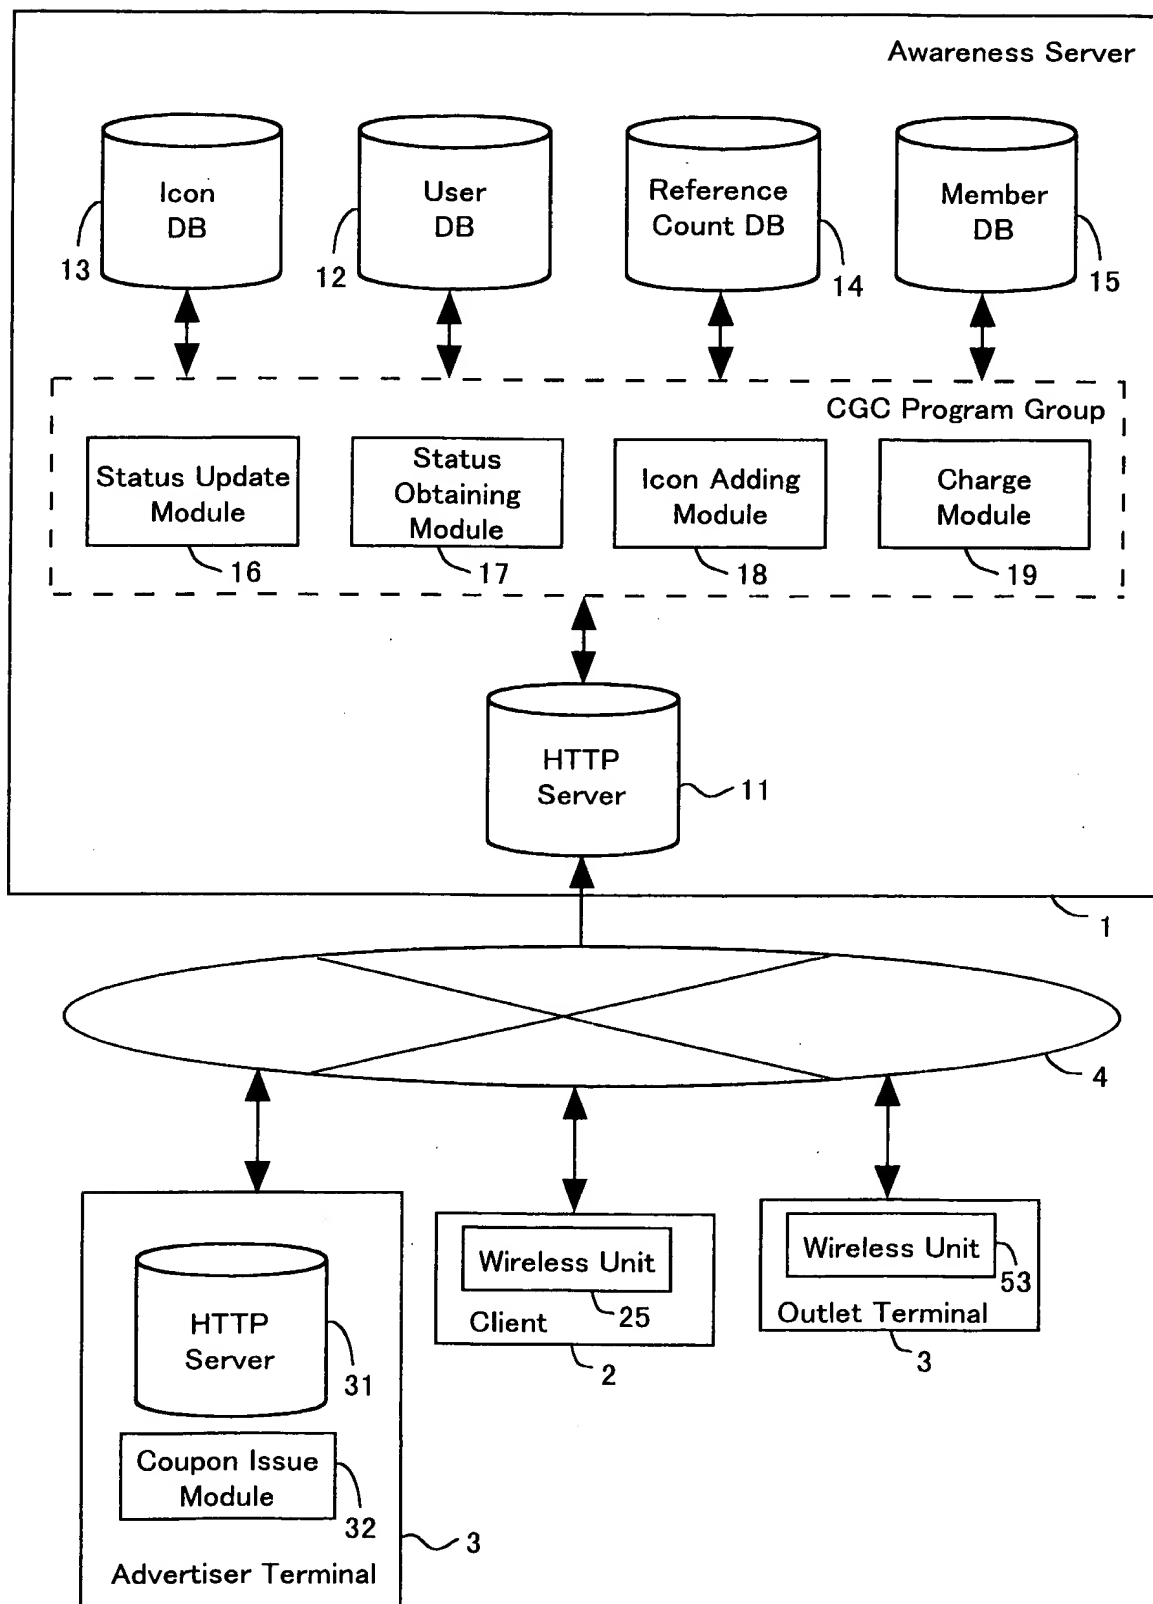 Awareness Server
Icon
DB
13
User
DB
12
Reference
Count DB
14
Member
DB
15
CGC Program Group
Status Update
Module
16
Status
Obtaining
Module
17
Icon Adding
Module
18
Charge
Module
19
HTTP
Server
11
1
4
HTTP
Server
31
Coupon Issue
Module
32
Advertiser Terminal
3
Wireless Unit
25
Client
2
Wireless Unit
53
Outlet Terminal
3